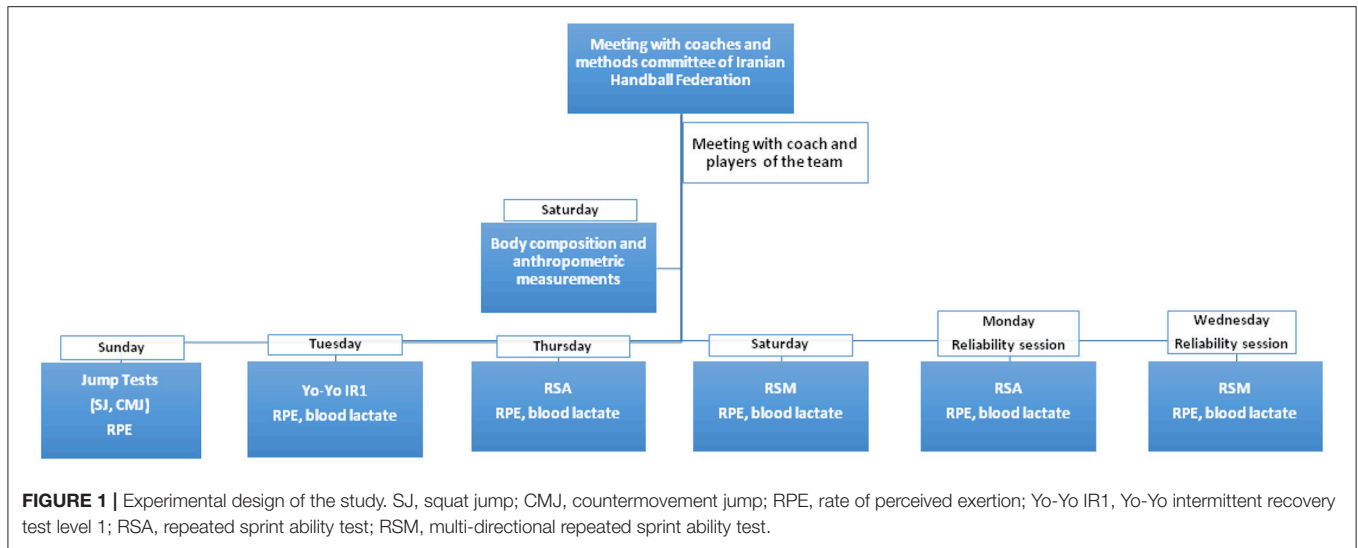 Meeting with coaches and
methods committee of Iranian
Handball Federation
Meeting with coach and
players of the team
Saturday
Body composition and
anthropometric
measurements
Sunday
Jump Tests
(SJ, CMJ)
RPE
Tuesday
Yo-Yo IR1
RPE, blood lactate
Thursday
RSA
RPE, blood lactate
Saturday
RSM
RPE, blood lactate
Monday
Reliability session
RSA
RPE, blood lactate
Wednesday
Reliability session
RSM
RPE, blood lactate
FIGURE 1 | Experimental design of the study. SJ, squat jump; CMJ, countermovement jump; RPE, rate of perceived exertion; Yo-Yo IR1, Yo-Yo intermittent recovery
test level 1; RSA, repeated sprint ability test; RSM, multi-directional repeated sprint ability test.